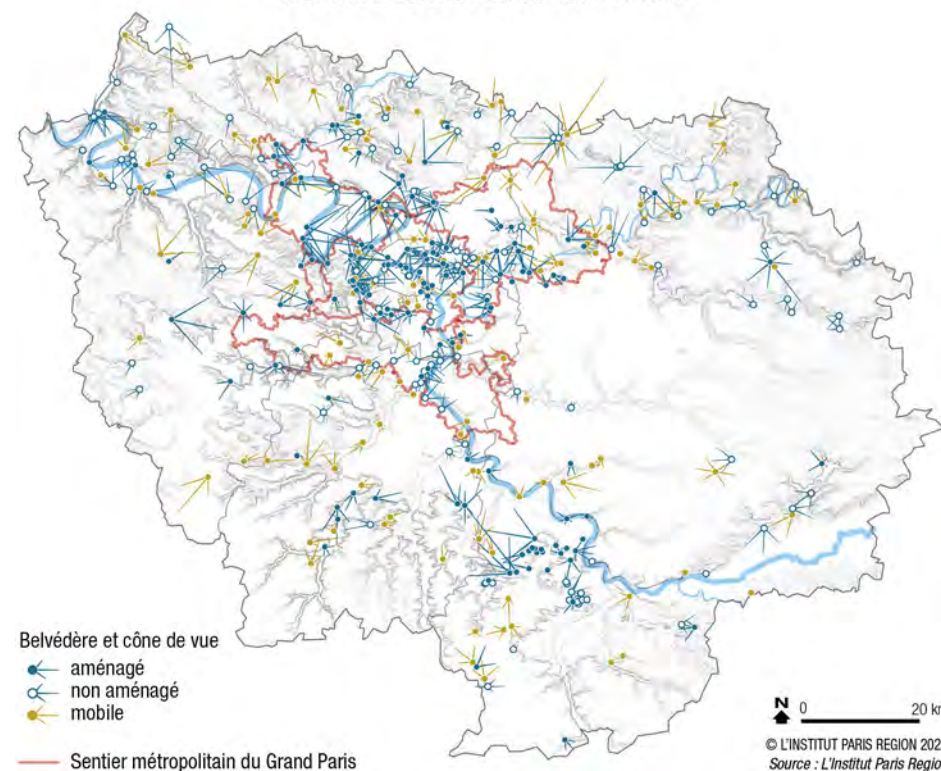 Belvédère et cône de vue
aménagé
non aménagé
mobile
Sentier métropolitain du Grand Paris
N 0 20 km
© L'INSTITUT PARIS REGION 202
Source : L'Institut Paris Regio